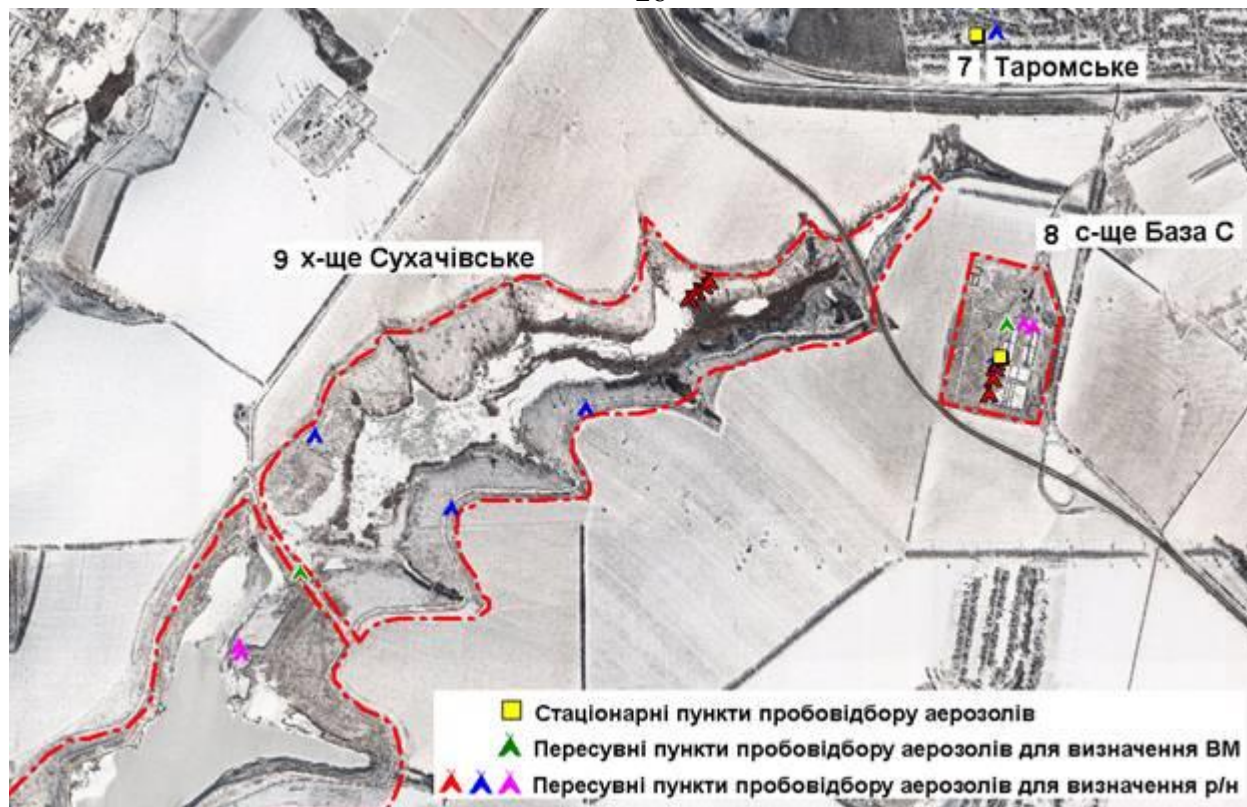 7 Таромське
8 с-ще База С
9 х-ще Сухачівське
Стаціонарні пункти пробовідбору аерозолів
Пересувні пункти пробовідбору аерозолів для визначення ВМ
Пересувні пункти пробовідбору аерозолів для визначення р/н